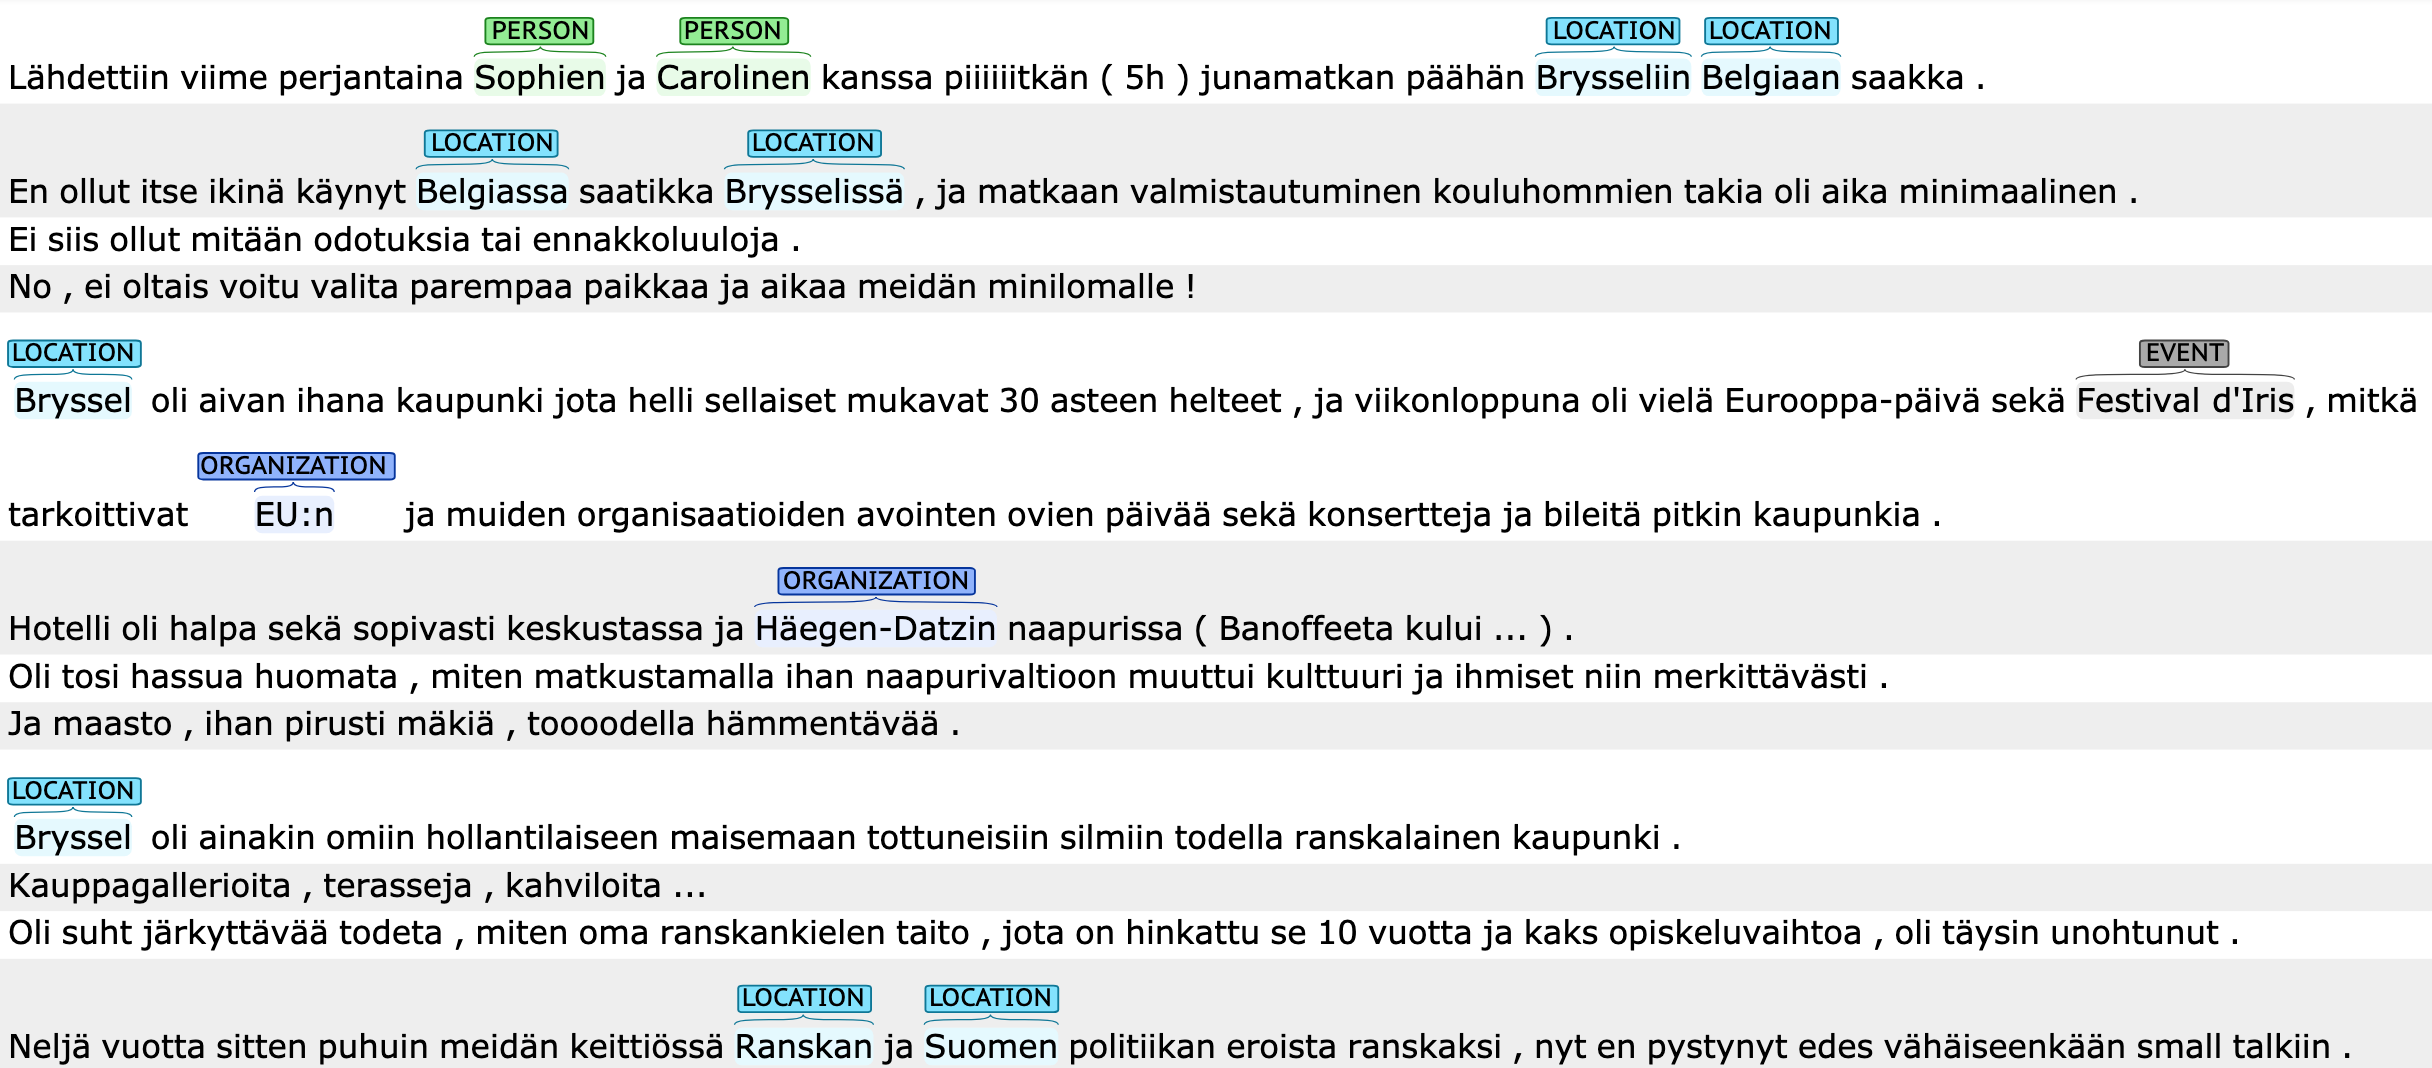 PERSON PERSON LOCATION LOCATION
Lähdettiin viime perjantaina Sophien ja Carolinen kanssa piiiiiitkän ( 5h ) junamatkan päähän Brysseliin Belgiaan saakka .
LOCATION LOCATION
En ollut itse ikinä käynyt Belgiassa saatikka Brysselissä , ja matkaan valmistautuminen kouluhommien takia oli aika minimaalinen .
Ei siis ollut mitään odotuksia tai ennakkoluuloja .
No , ei oltais voitu valita parempaa paikkaa ja aikaa meidän minilomalle !
LOCATION EVENT
Bryssel oli aivan ihana kaupunki jota helli sellaiset mukavat 30 asteen helteet , ja viikonloppuna oli vielä Eurooppa-päivä sekä Festival d'Iris , mitkä
ORGANIZATION
tarkoittivat EU:n ja muiden organisaatioiden avointen ovien päivää sekä konsertteja ja bileitä pitkin kaupunkia .
ORGANIZATION
Hotelli oli halpa sekä sopivasti keskustassa ja Häegen-Datzin naapurissa ( Banoffeeta kului ... ) .
Oli tosi hassua huomata , miten matkustamalla ihan naapurivaltioon muuttui kulttuuri ja ihmiset niin merkittävästi .
Ja maasto , ihan pirusti mäkiä , toooodella hämmentävää .
LOCATION
Bryssel oli ainakin omiin hollantilaiseen maisemaan tottuneisiin silmiin todella ranskalainen kaupunki .
Kauppagallerioita , terasseja , kahviloita ...
Oli suht järkyttävää todeta , miten oma ranskankielen taito , jota on hinkattu se 10 vuotta ja kaks opiskeluvaihtoa , oli täysin unohtunut .
LOCATION LOCATION
Neljä vuotta sitten puhuin meidän keittiössä Ranskan ja Suomen politiikan eroista ranskaksi , nyt en pystynyt edes vähäiseenkään small talkiin .